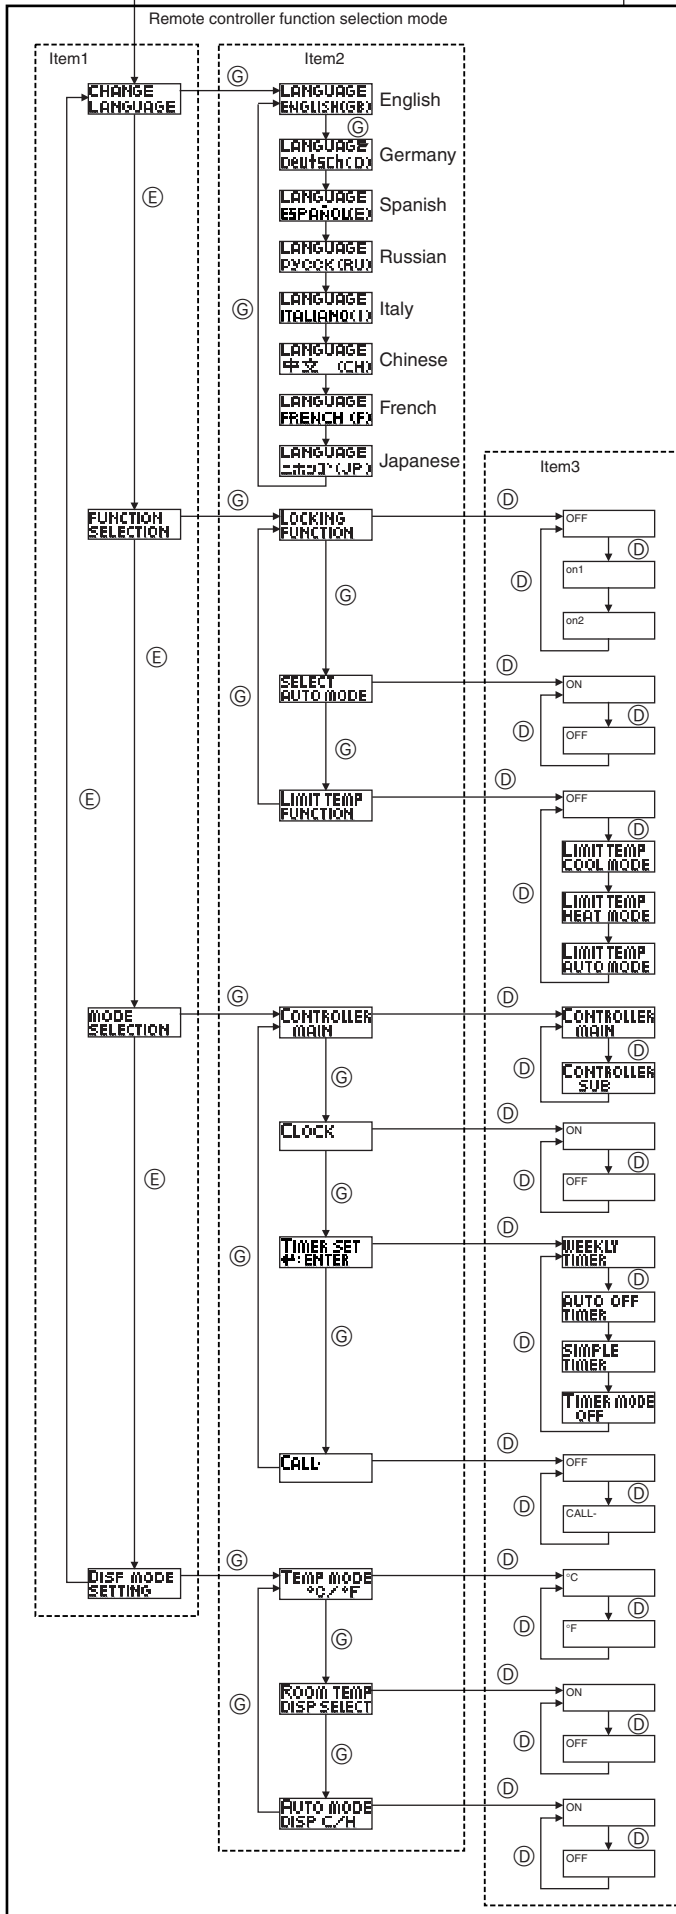 Remote controller function selection mode
Item1
Item2
CHANGE
LANGUAGE
Ⓖ
LANGUAGE
ENGLISH(GB)
English
Ⓖ
LANGUAGE
Deutsch(D)
Germany
Ⓔ
LANGUAGE
ESPAÑOL(E)
Spanish
LANGUAGE
РУССК(RU)
Russian
Ⓖ
LANGUAGE
ITALIANO(I)
Italy
LANGUAGE
中文 (CH)
Chinese
LANGUAGE
FRENCH (F)
French
LANGUAGE
ニホンゴ(JP)
Japanese
Item3
FUNCTION
SELECTION
Ⓖ
LOCKING
FUNCTION
Ⓓ
OFF
Ⓓ
Ⓓ
on1
Ⓖ
on2
Ⓔ
Ⓖ
SELECT
AUTO MODE
Ⓓ
ON
Ⓓ
Ⓓ
OFF
Ⓖ
Ⓔ
LIMIT TEMP
FUNCTION
Ⓓ
OFF
Ⓓ
LIMIT TEMP
COOL MODE
Ⓓ
LIMIT TEMP
HEAT MODE
LIMIT TEMP
AUTO MODE
MODE
SELECTION
Ⓖ
CONTROLLER
MAIN
Ⓓ
CONTROLLER
MAIN
Ⓓ
Ⓓ
CONTROLLER
SUB
Ⓖ
CLOCK
Ⓓ
ON
Ⓓ
Ⓓ
OFF
Ⓔ
Ⓖ
TIMER SET
↵:ENTER
Ⓓ
WEEKLY
TIMER
Ⓖ
Ⓓ
AUTO OFF
TIMER
Ⓓ
Ⓖ
SIMPLE
TIMER
TIMER MODE
OFF
CALL-
Ⓓ
OFF
Ⓓ
Ⓓ
CALL-
DISP MODE
SETTING
Ⓖ
TEMP MODE
°C/°F
Ⓓ
°C
Ⓓ
Ⓓ
°F
Ⓖ
Ⓖ
ROOM TEMP
DISP SELECT
Ⓓ
ON
Ⓓ
Ⓓ
OFF
Ⓖ
AUTO MODE
DISP C/H
Ⓓ
ON
Ⓓ
Ⓓ
OFF